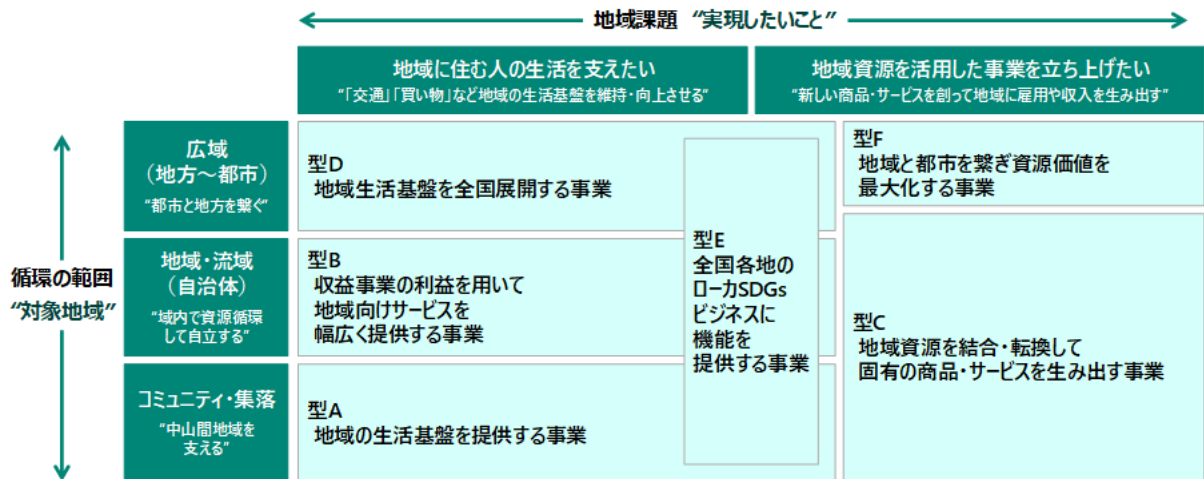 地域課題 “実現したいこと”
地域に住む人の生活を支えたい
“「交通」「買い物」など地域の生活基盤を維持・向上させる”
地域資源を活用した事業を立ち上げたい
“新しい商品・サービスを創って地域に雇用や収入を生み出す”
循環の範囲
“対象地域”
広域
（地方～都市）
“都市と地方を繋ぐ”
型D
地域生活基盤を全国展開する事業
型F
地域と都市を繋ぎ資源価値を
最大化する事業
地域・流域
（自治体）
“域内で資源循環
して自立する”
型B
収益事業の利益を用いて
地域向けサービスを
幅広く提供する事業
型E
全国各地の
ローカSDGs
ビジネスに
機能を
提供する事業
型C
地域資源を結合・転換して
固有の商品・サービスを生み出す事業
コミュニティ・集落
“中山間地域を
支える”
型A
地域の生活基盤を提供する事業